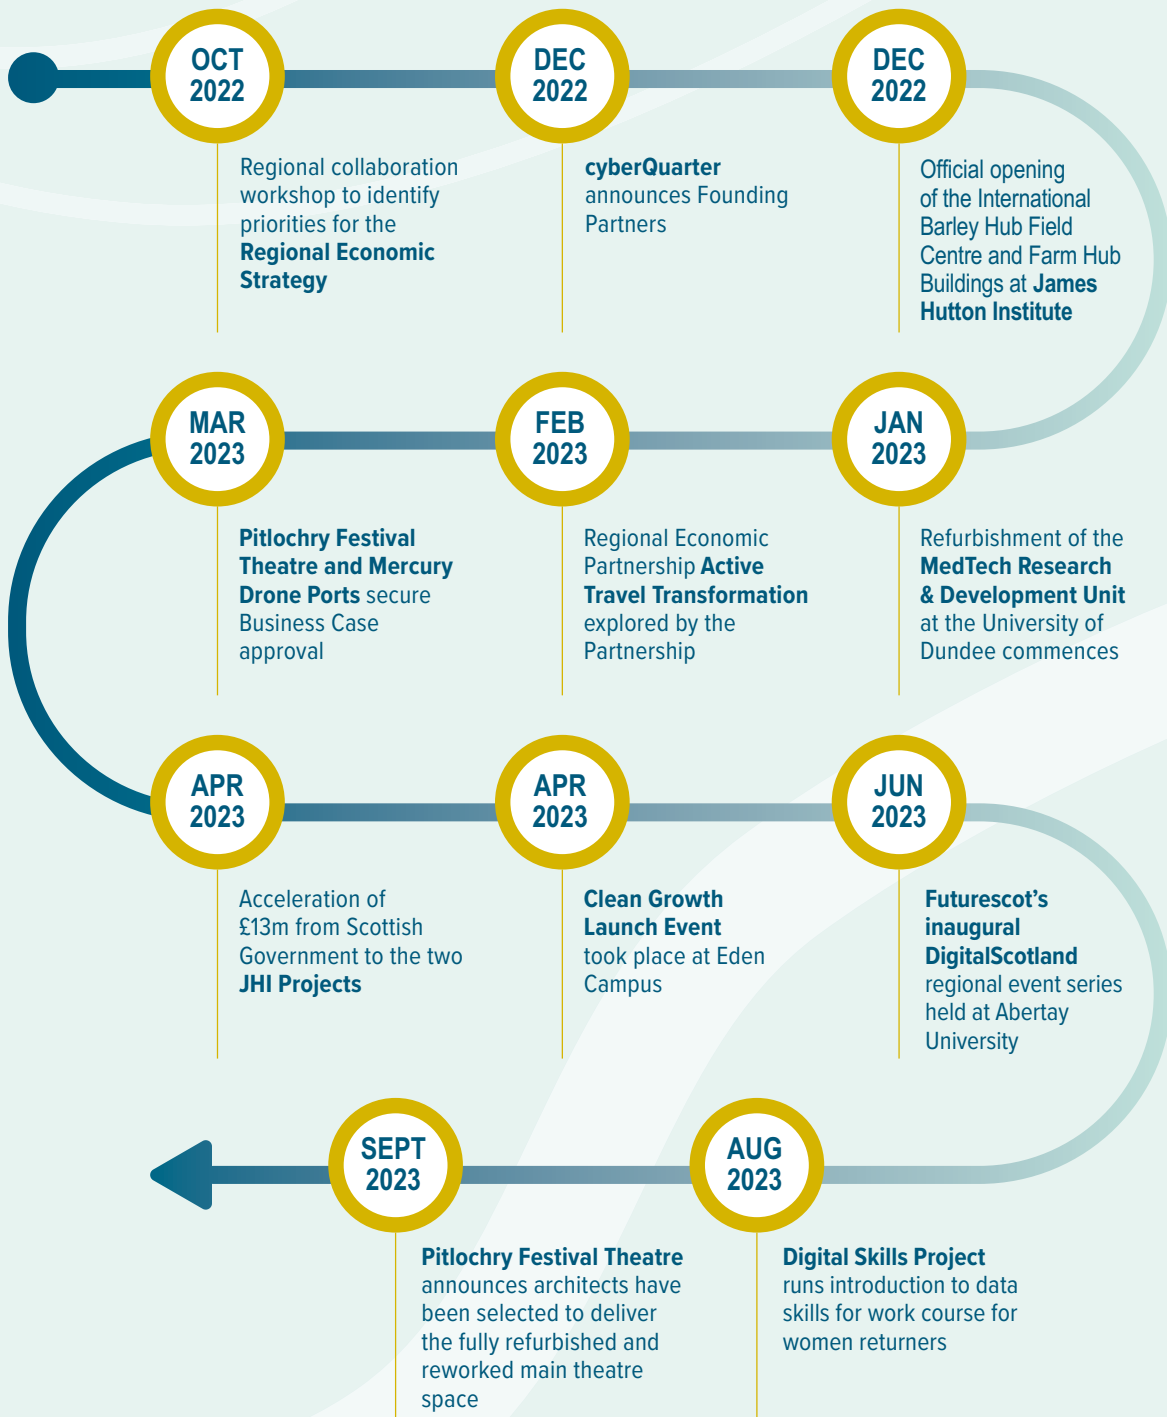 OCT
2022
Regional collaboration
workshop to identify
priorities for the
Regional Economic
Strategy
DEC
2022
cyberQuarter
announces Founding
Partners
DEC
2022
Official opening
of the International
Barley Hub Field
Centre and Farm Hub
Buildings at James
Hutton Institute
JAN
2023
Refurbishment of the
MedTech Research
& Development Unit
at the University of
Dundee commences
FEB
2023
Regional Economic
Partnership Active
Travel Transformation
explored by the
Partnership
MAR
2023
Pitlochry Festival
Theatre and Mercury
Drone Ports secure
Business Case
approval
APR
2023
Acceleration of
£13m from Scottish
Government to the two
JHI Projects
APR
2023
Clean Growth
Launch Event
took place at Eden
Campus
JUN
2023
Futurescot's
inaugural
DigitalScotland
regional event series
held at Abertay
University
AUG
2023
Digital Skills Project
runs introduction to data
skills for work course for
women returners
SEPT
2023
Pitlochry Festival Theatre
announces architects have
been selected to deliver
the fully refurbished and
reworked main theatre
space